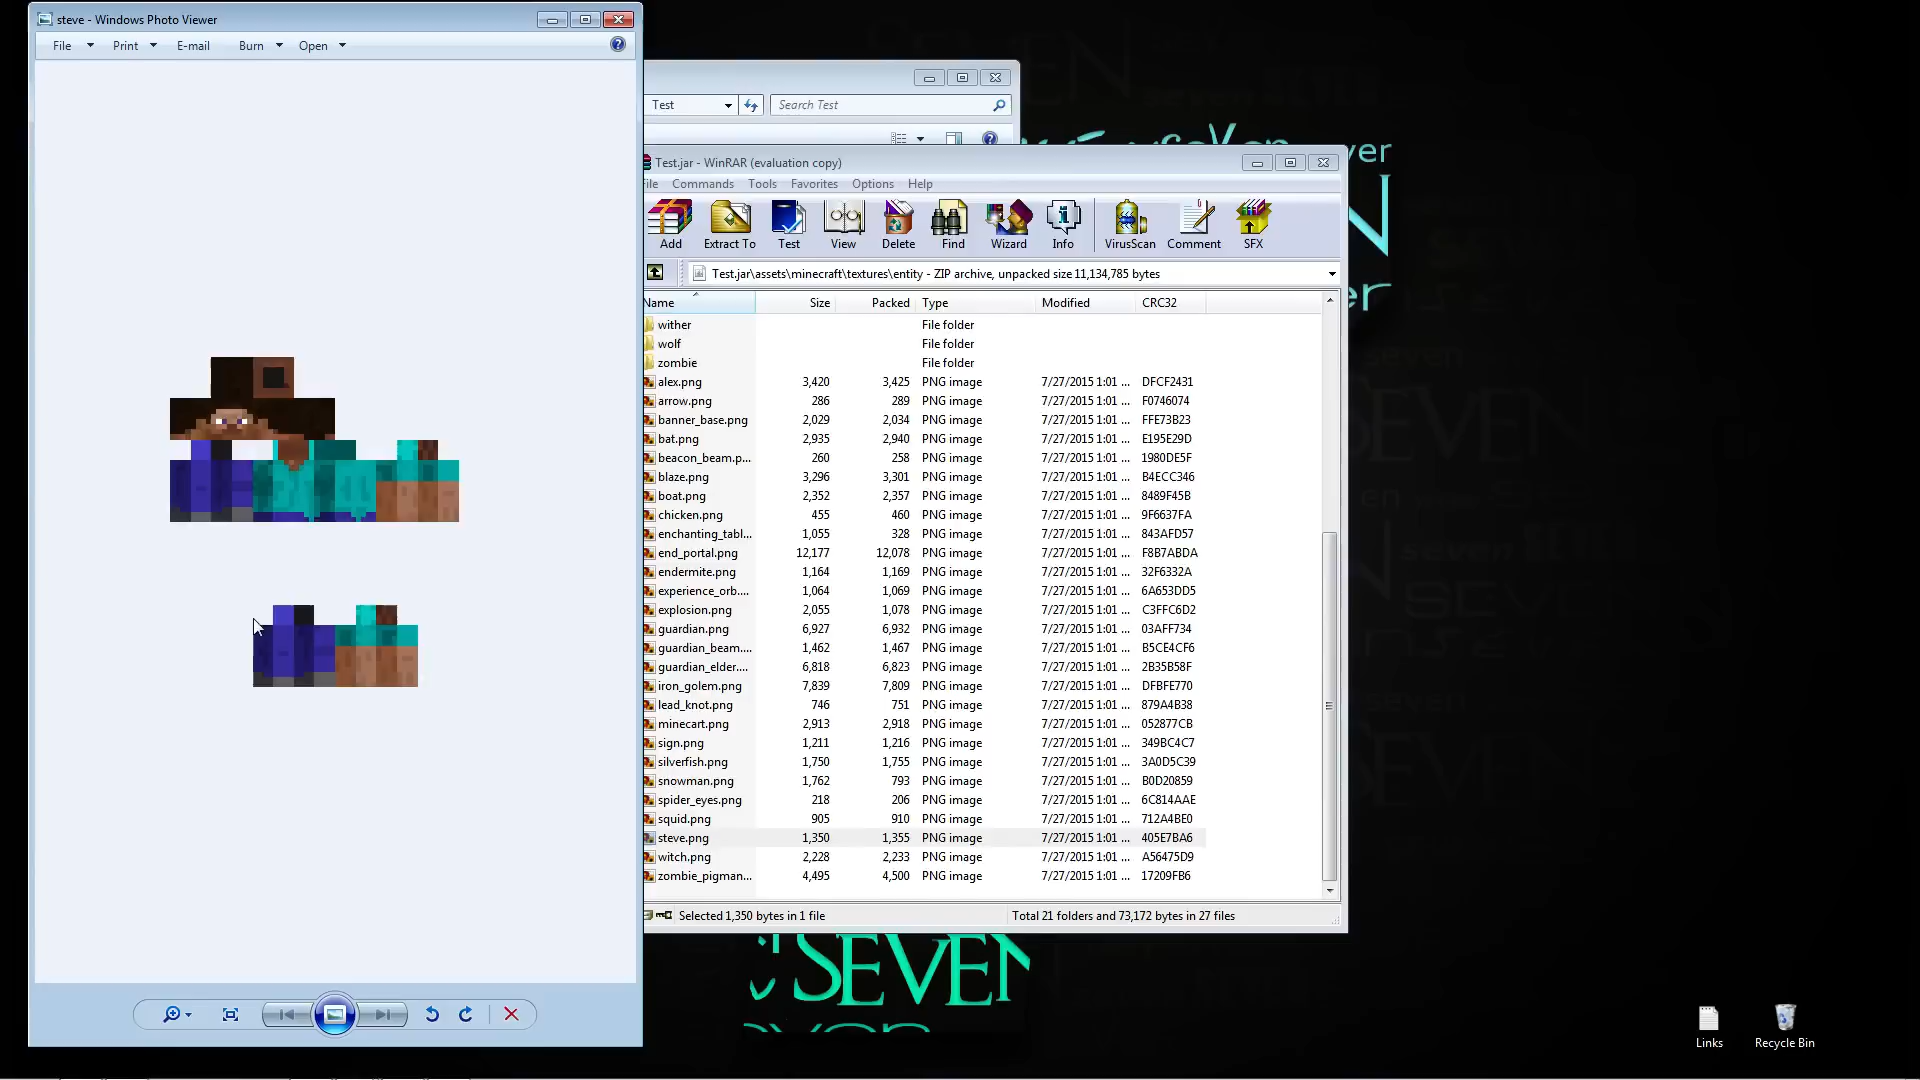 steve - Windows Photo Viewer
File Print E-mail Burn Open
Test Search Test
Test.jar - WinRAR (evaluation copy)
File Commands Tools Favorites Options Help
Add Extract To Test View Delete Find Wizard Info VirusScan Comment SFX
Test.jar\assets\minecraft\textures\entity - ZIP archive, unpacked size 11,134,785 bytes
Name Size Packed Type Modified CRC32
wither File folder
wolf File folder
zombie File folder
alex.png 3,420 3,425 PNG image 7/27/2015 1:01 ... DFCF2431
arrow.png 286 289 PNG image 7/27/2015 1:01 ... F0746074
banner_base.png 2,029 2,034 PNG image 7/27/2015 1:01 ... FFE73B23
bat.png 2,935 2,940 PNG image 7/27/2015 1:01 ... E195E29D
beacon_beam.p... 260 258 PNG image 7/27/2015 1:01 ... 1980DE5F
blaze.png 3,296 3,301 PNG image 7/27/2015 1:01 ... B4ECC346
boat.png 2,352 2,357 PNG image 7/27/2015 1:01 ... 8489F45B
chicken.png 455 460 PNG image 7/27/2015 1:01 ... 9F6637FA
enchanting_tabl... 1,055 328 PNG image 7/27/2015 1:01 ... 843AFD57
end_portal.png 12,177 12,078 PNG image 7/27/2015 1:01 ... F8B7ABDA
endermite.png 1,164 1,169 PNG image 7/27/2015 1:01 ... 32F6332A
experience_orb.... 1,064 1,069 PNG image 7/27/2015 1:01 ... 6A653DD5
explosion.png 2,055 1,078 PNG image 7/27/2015 1:01 ... C3FFC6D2
guardian.png 6,927 6,932 PNG image 7/27/2015 1:01 ... 03AFF734
guardian_beam.... 1,462 1,467 PNG image 7/27/2015 1:01 ... B5CE4CF6
guardian_elder.... 6,818 6,823 PNG image 7/27/2015 1:01 ... 2B35B58F
iron_golem.png 7,839 7,809 PNG image 7/27/2015 1:01 ... DFBFE770
lead_knot.png 746 751 PNG image 7/27/2015 1:01 ... 879A4B38
minecart.png 2,913 2,918 PNG image 7/27/2015 1:01 ... 052877CB
sign.png 1,211 1,216 PNG image 7/27/2015 1:01 ... 349BC4C7
silverfish.png 1,750 1,755 PNG image 7/27/2015 1:01 ... 3A0D5C39
snowman.png 1,762 793 PNG image 7/27/2015 1:01 ... B0D20859
spider_eyes.png 218 206 PNG image 7/27/2015 1:01 ... 6C814AAE
squid.png 905 910 PNG image 7/27/2015 1:01 ... 712A4BE0
steve.png 1,350 1,355 PNG image 7/27/2015 1:01 ... 405E7BA6
witch.png 2,228 2,233 PNG image 7/27/2015 1:01 ... A56475D9
zombie_pigman... 4,495 4,500 PNG image 7/27/2015 1:01 ... 17209FB6
Selected 1,350 bytes in 1 file Total 21 folders and 73,172 bytes in 27 files
SEVEN
Links Recycle Bin